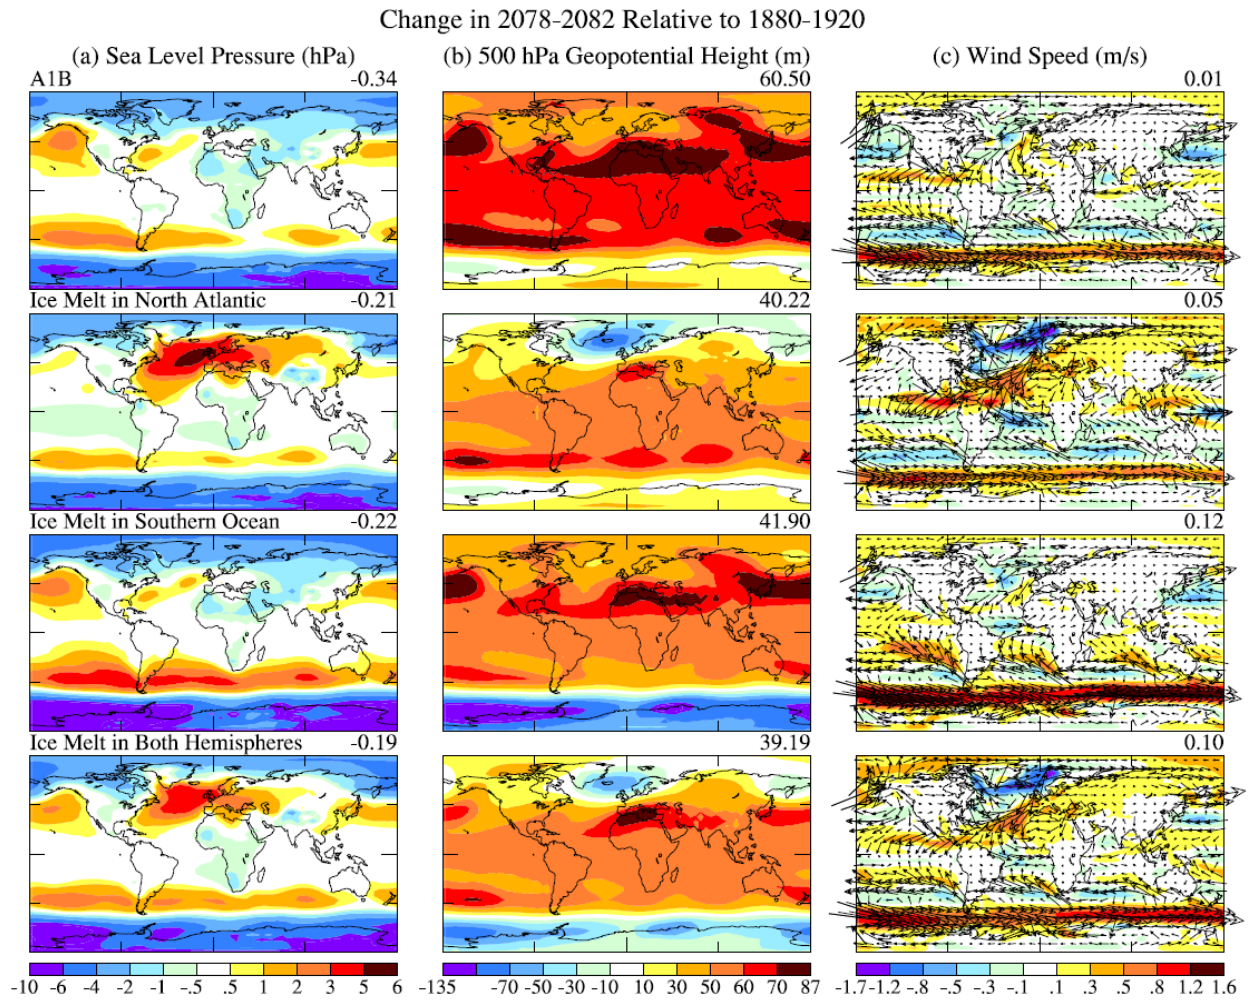 Change in 2078-2082 Relative to 1880-1920
(a) Sea Level Pressure (hPa) (b) 500 hPa Geopotential Height (m) (c) Wind Speed (m/s)
A1B -0.34 60.50 0.01
Ice Melt in North Atlantic -0.21 40.22 0.05
Ice Melt in Southern Ocean -0.22 41.90 0.12
Ice Melt in Both Hemispheres -0.19 39.19 0.10
-10 -6 -4 -2 -1 -.5 .5 1 2 3 5 6 -135 -70 -50 -30 -10 10 30 50 60 70 87 -1.7 -1.2 -.8 -.5 -.3 -.1 .1 .3 .5 .8 1.2 1.6